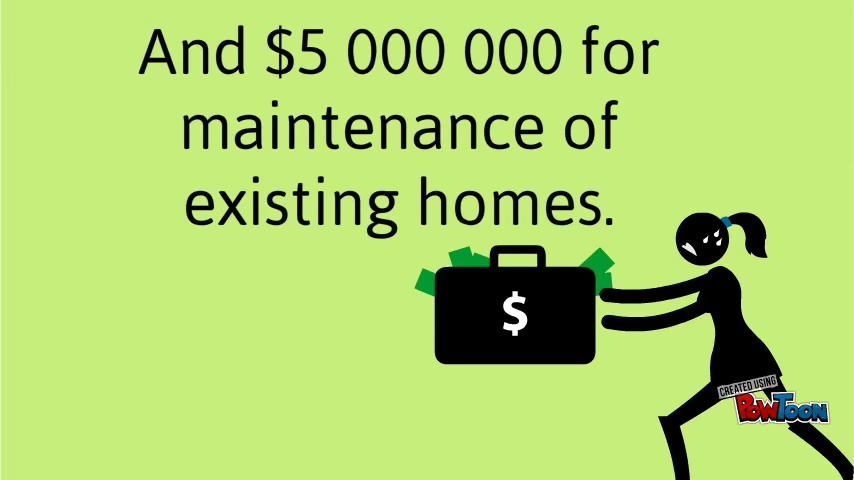 And $5 000 000 for
maintenance of
existing homes.
$
CREATED USING
POWTOON